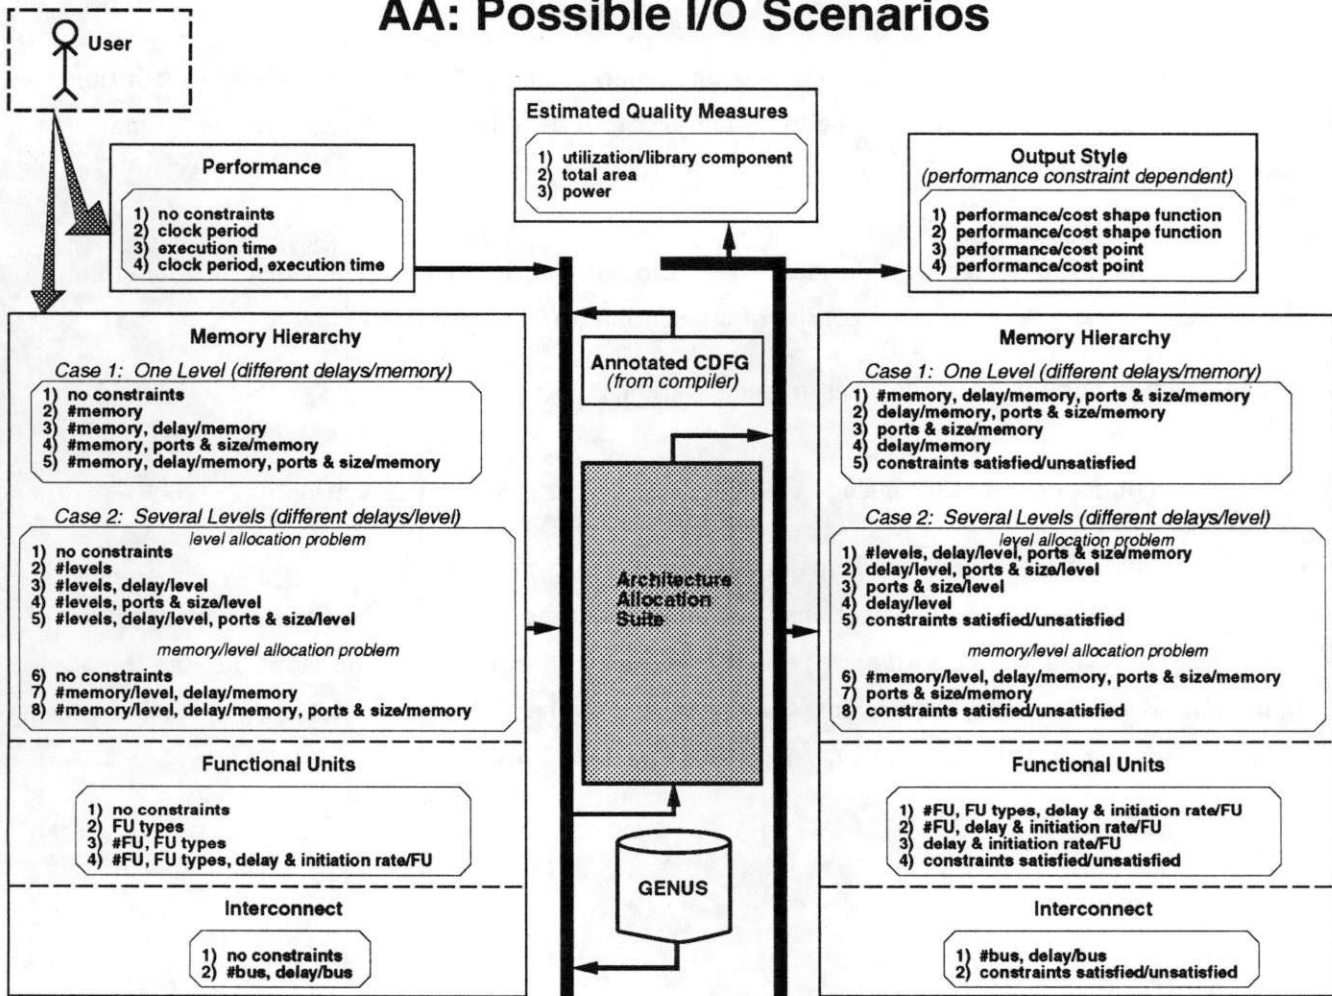 AA: Possible I/O Scenarios
User
Performance
1) no constraints
2) clock period
3) execution time
4) clock period, execution time
Estimated Quality Measures
1) utilization/library component
2) total area
3) power
Output Style
(performance constraint dependent)
1) performance/cost shape function
2) performance/cost shape function
3) performance/cost point
4) performance/cost point
Memory Hierarchy
Case 1: One Level (different delays/memory)
1) no constraints
2) #memory
3) #memory, delay/memory
4) #memory, ports & size/memory
5) #memory, delay/memory, ports & size/memory
Case 2: Several Levels (different delays/level)
level allocation problem
1) no constraints
2) #levels
3) #levels, delay/level
4) #levels, ports & size/level
5) #levels, delay/level, ports & size/level
memory/level allocation problem
6) no constraints
7) #memory/level, delay/memory
8) #memory/level, delay/memory, ports & size/memory
Functional Units
1) no constraints
2) FU types
3) #FU, FU types
4) #FU, FU types, delay & initiation rate/FU
Interconnect
1) no constraints
2) #bus, delay/bus
Annotated CDFG
(from compiler)
Architecture
Allocation
Suite
GENUS
Memory Hierarchy
Case 1: One Level (different delays/memory)
1) #memory, delay/memory, ports & size/memory
2) delay/memory, ports & size/memory
3) ports & size/memory
4) delay/memory
5) constraints satisfied/unsatisfied
Case 2: Several Levels (different delays/level)
level allocation problem
1) #levels, delay/level, ports & size/memory
2) delay/level, ports & size/level
3) ports & size/level
4) delay/level
5) constraints satisfied/unsatisfied
memory/level allocation problem
6) #memory/level, delay/memory, ports & size/memory
7) ports & size/memory
8) constraints satisfied/unsatisfied
Functional Units
1) #FU, FU types, delay & initiation rate/FU
2) #FU, delay & initiation rate/FU
3) delay & initiation rate/FU
4) constraints satisfied/unsatisfied
Interconnect
1) #bus, delay/bus
2) constraints satisfied/unsatisfied